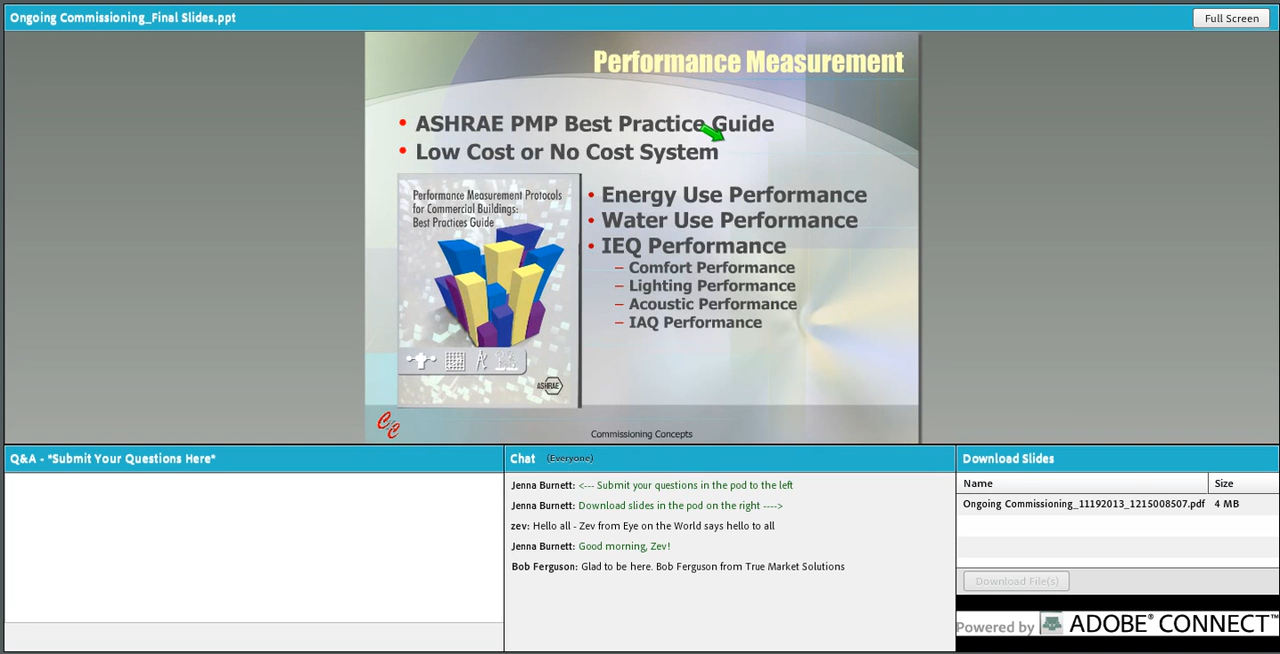 Ongoing Commissioning_Final Slides.ppt
Full Screen
Performance Measurement
• ASHRAE PMP Best Practice Guide
• Low Cost or No Cost System
Performance Measurement Protocols
for Commercial Buildings:
Best Practices Guide
ASHRAE
• Energy Use Performance
• Water Use Performance
• IEQ Performance
– Comfort Performance
– Lighting Performance
– Acoustic Performance
– IAQ Performance
CC
Commissioning Concepts
Q&A - *Submit Your Questions Here*
Chat (Everyone)
Jenna Burnett: <--- Submit your questions in the pod to the left
Jenna Burnett: Download slides in the pod on the right ---->
zev: Hello all - Zev from Eye on the World says hello to all
Jenna Burnett: Good morning, Zev!
Bob Ferguson: Glad to be here. Bob Ferguson from True Market Solutions
Download Slides
Name Size
Ongoing Commissioning_11192013_1215008507.pdf 4 MB
Download File(s)
Powered by ADOBE® CONNECT™